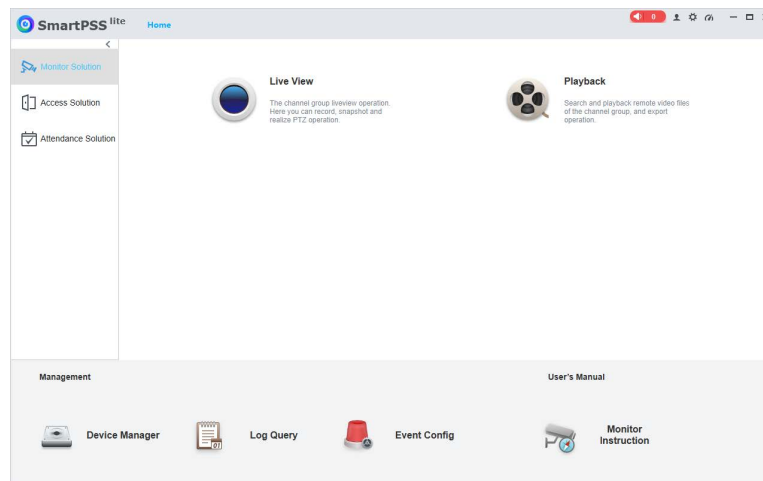 SmartPSS lite
Home
0
Monitor Solution
Access Solution
Attendance Solution
Live View
The channel group liveview operation.
Here you can record, snapshot and
realize PTZ operation
Playback
Search and playback remote video files
of the channel group, and export
operation.
Management
User's Manual
Device Manager
01
Log Query
Event Config
Monitor
Instruction